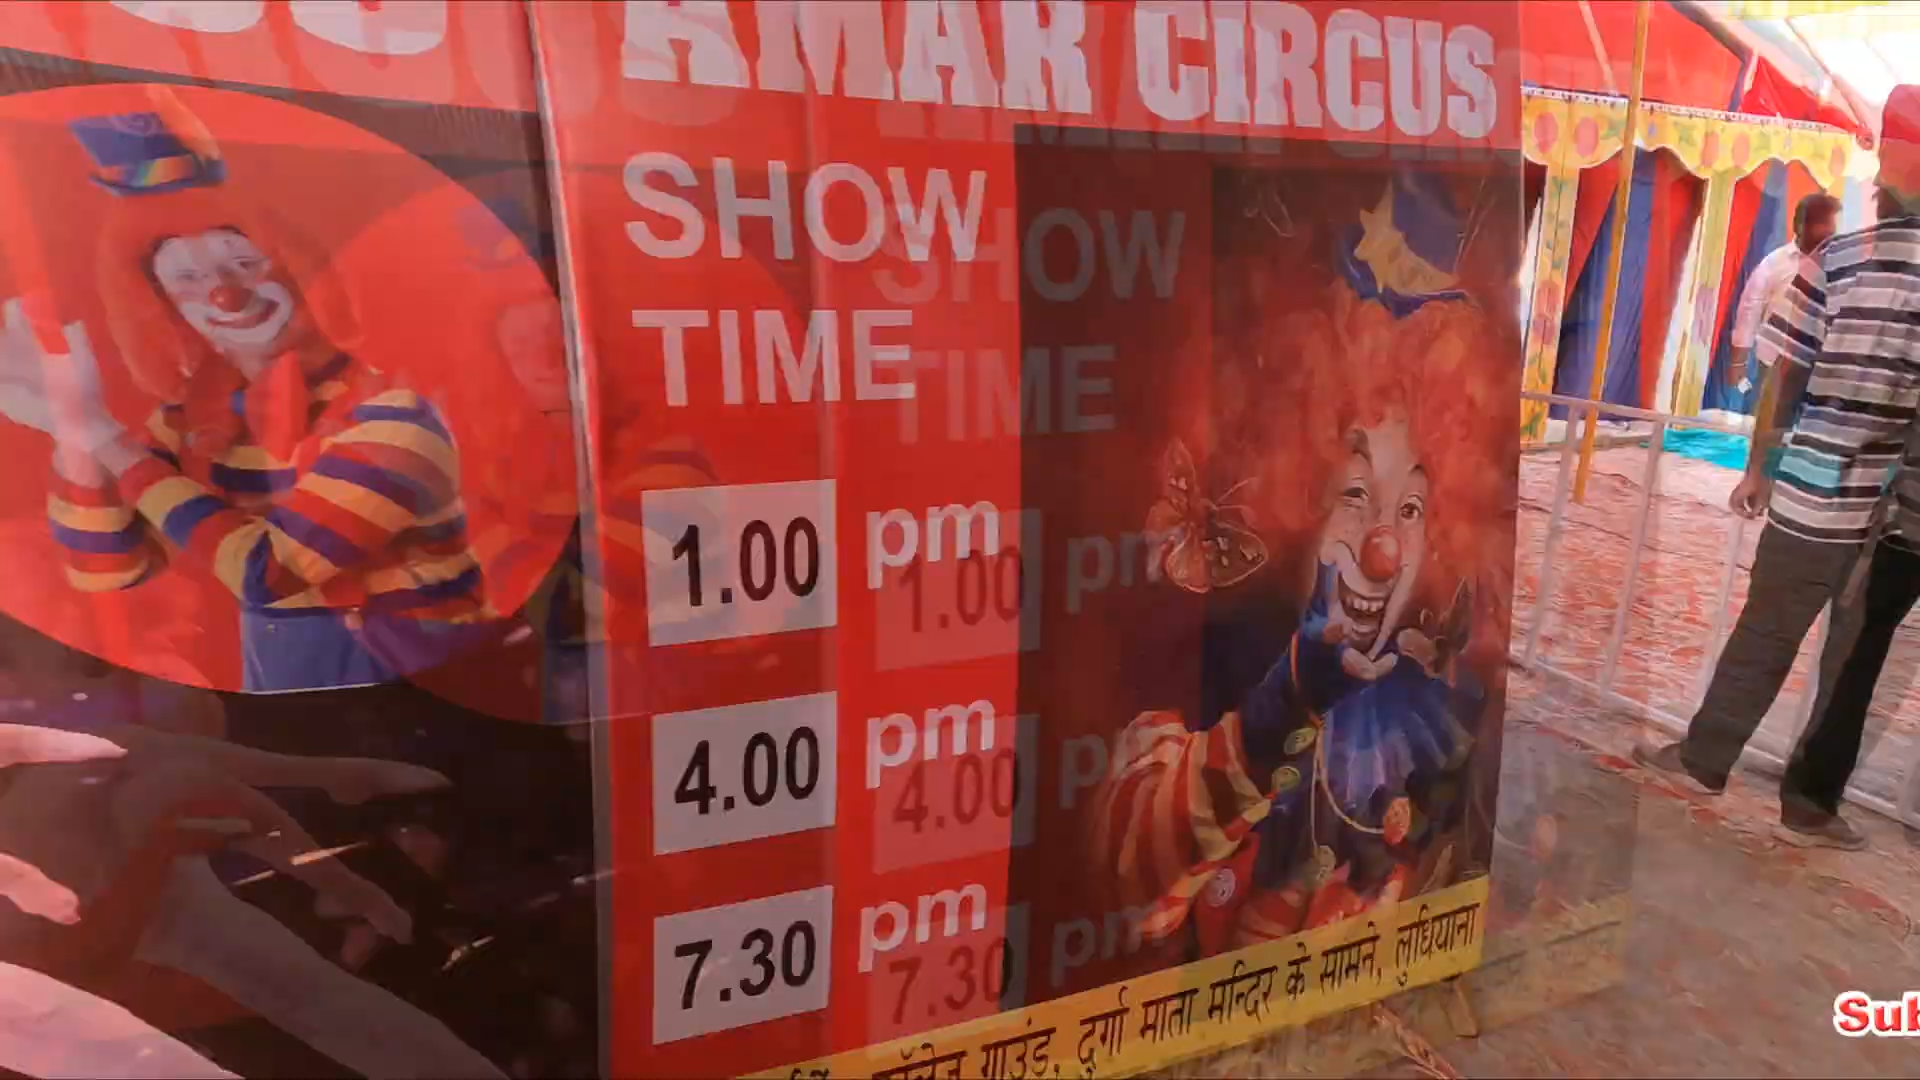 AMAR CIRCUS
SHOW
TIME
1.00 pm
4.00 pm
7.30 pm
गाउंड, दुर्गा माता मन्दिर के सामने, लुधियाना